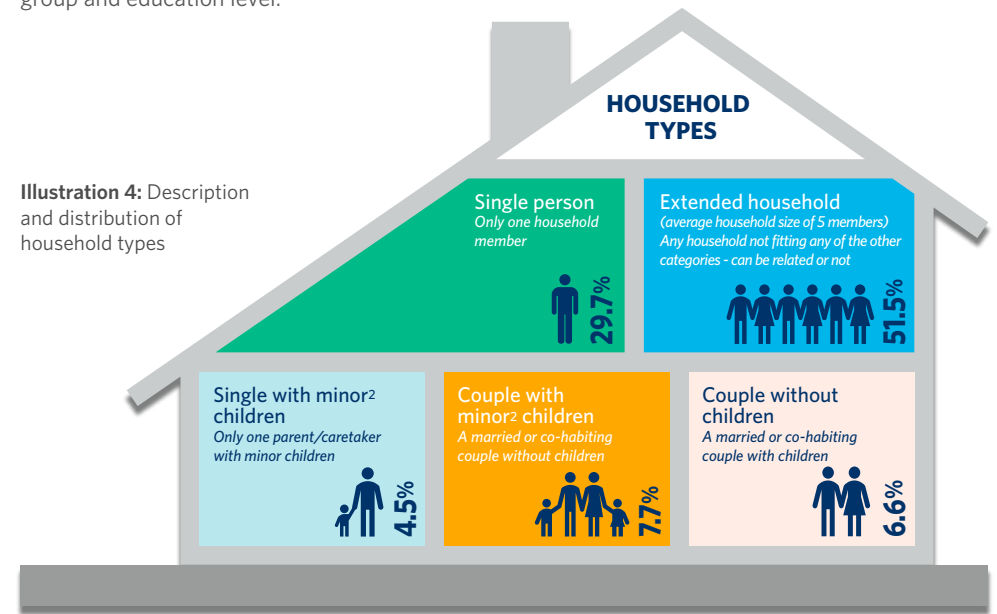 group and education level.
HOUSEHOLD
TYPES
Illustration 4: Description
and distribution of
household types
Single person
Only one household
member
29.7%
Extended household
(average household size of 5 members)
Any household not fitting any of the other
categories - can be related or not
51.5%
Single with minor2
children
Only one parent/caretaker
with minor children
4.5%
Couple with
minor2 children
A married or co-habiting
couple without children
7.7%
Couple without
children
A married or co-habiting
couple with children
6.6%